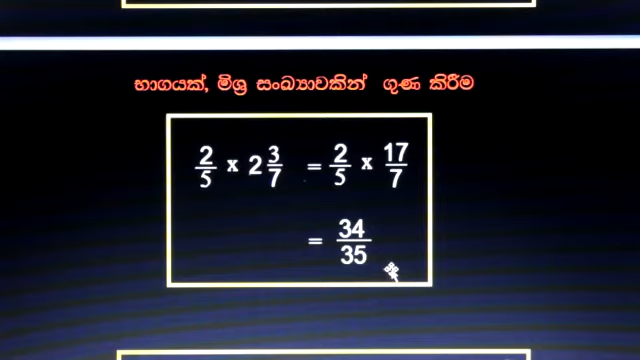 භාගයක්, මිශ්‍ර සංඛ්‍යාවකින් ගුණ කිරීම
2/5 x 2 3/7 = 2/5 x 17/7
= 34/35